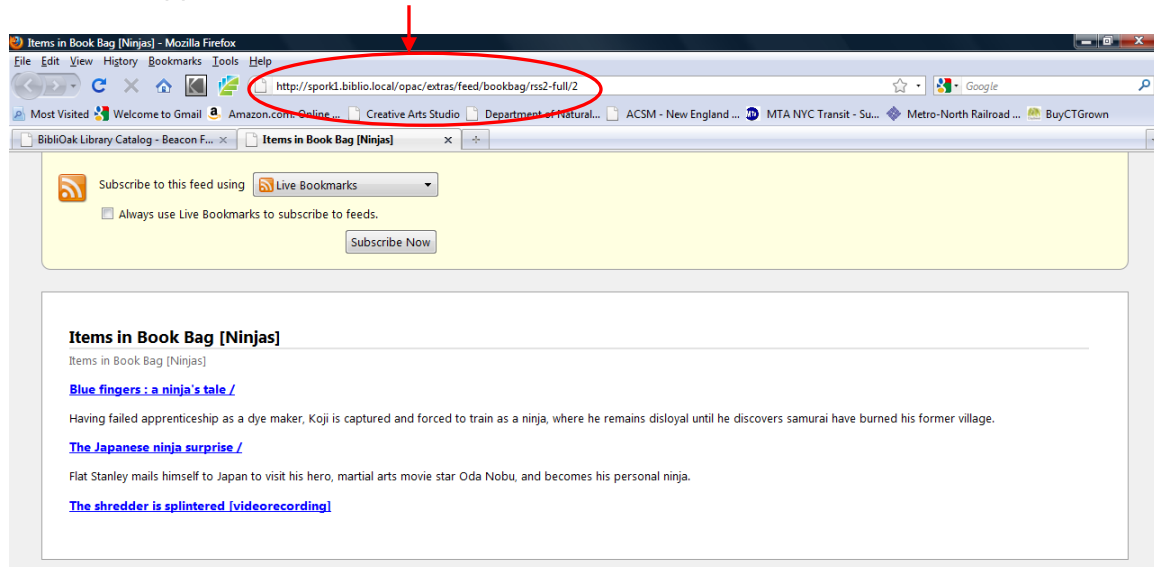 Items in Book Bag [Ninjas] - Mozilla Firefox
File Edit View History Bookmarks Tools Help
http://spork1.biblio.local/opac/extras/feed/bookbag/rss2-full/2 Google
Most Visited Welcome to Gmail Amazon.com: Online ... Creative Arts Studio Department of Natural... ACSM - New England ... MTA NYC Transit - Su... Metro-North Railroad ... BuyCTGrown
BibliOak Library Catalog - Beacon F... Items in Book Bag [Ninjas]
Subscribe to this feed using Live Bookmarks
Always use Live Bookmarks to subscribe to feeds.
Subscribe Now
Items in Book Bag [Ninjas]
Items in Book Bag [Ninjas]
Blue fingers : a ninja's tale /
Having failed apprenticeship as a dye maker, Koji is captured and forced to train as a ninja, where he remains disloyal until he discovers samurai have burned his former village.
The Japanese ninja surprise /
Flat Stanley mails himself to Japan to visit his hero, martial arts movie star Oda Nobu, and becomes his personal ninja.
The shredder is splintered [videorecording]